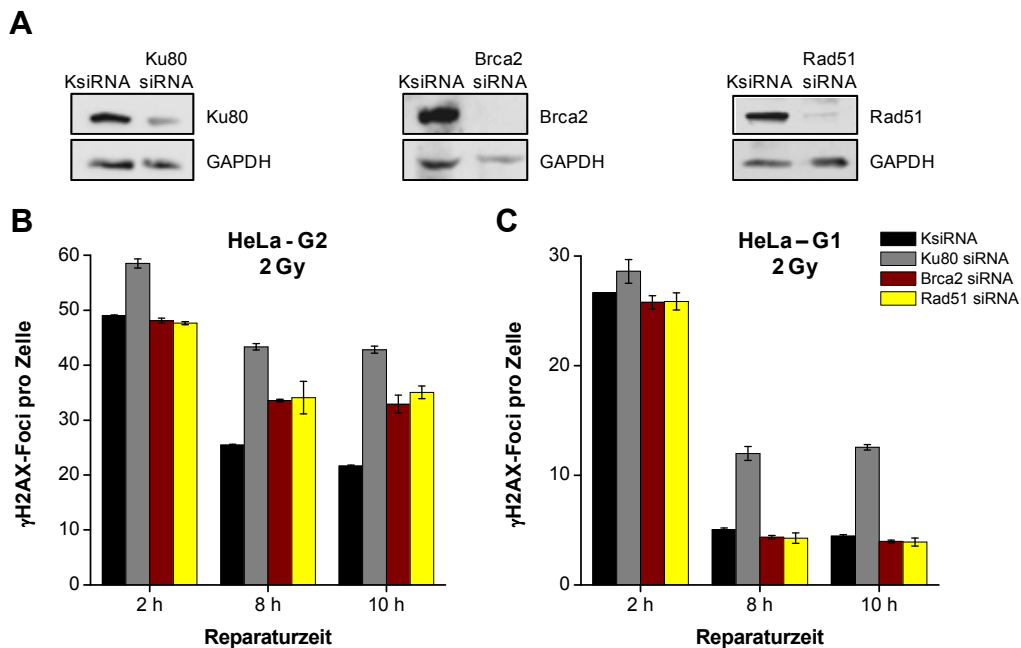 A
Ku80
KsiRNA siRNA
Ku80
GAPDH
Brca2
KsiRNA siRNA
Brca2
GAPDH
Rad51
KsiRNA siRNA
Rad51
GAPDH
B
HeLa - G2
2 Gy
γH2AX-Foci pro Zelle
60
50
40
30
20
10
0
2 h 8 h 10 h
Reparaturzeit
C
HeLa – G1
2 Gy
KsiRNA
Ku80 siRNA
Brca2 siRNA
Rad51 siRNA
γH2AX-Foci pro Zelle
30
20
10
0
2 h 8 h 10 h
Reparaturzeit